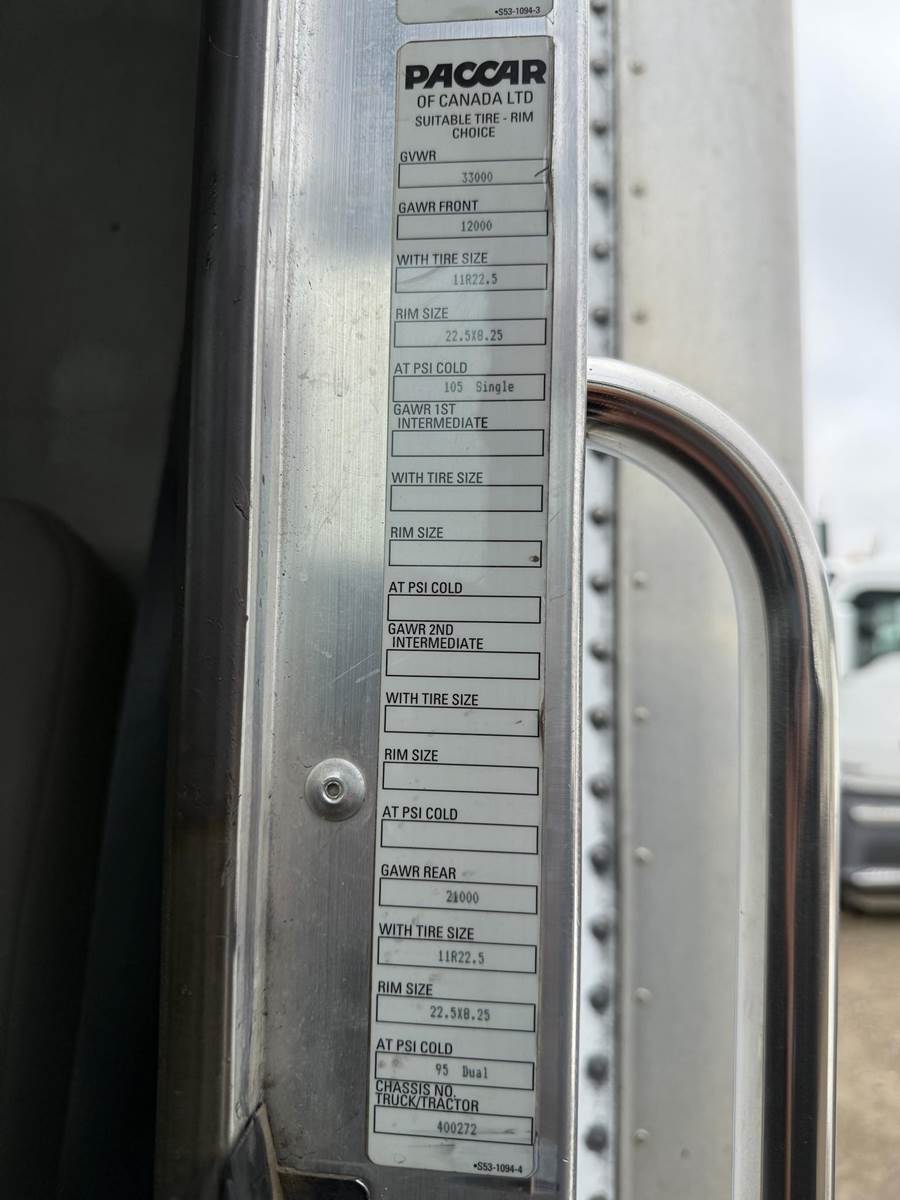 •S53-1094-3
PACCAR
OF CANADA LTD
SUITABLE TIRE - RIM
CHOICE
GVWR
33000
GAWR FRONT
12000
WITH TIRE SIZE
11R22.5
RIM SIZE
22.5X8.25
AT PSI COLD
105 Single
GAWR 1ST
INTERMEDIATE
WITH TIRE SIZE
RIM SIZE
AT PSI COLD
GAWR 2ND
INTERMEDIATE
WITH TIRE SIZE
RIM SIZE
AT PSI COLD
GAWR REAR
21000
WITH TIRE SIZE
11R22.5
RIM SIZE
22.5X8.25
AT PSI COLD
95 Dual
CHASSIS NO.
TRUCK/TRACTOR
400272
•S53-1094-4